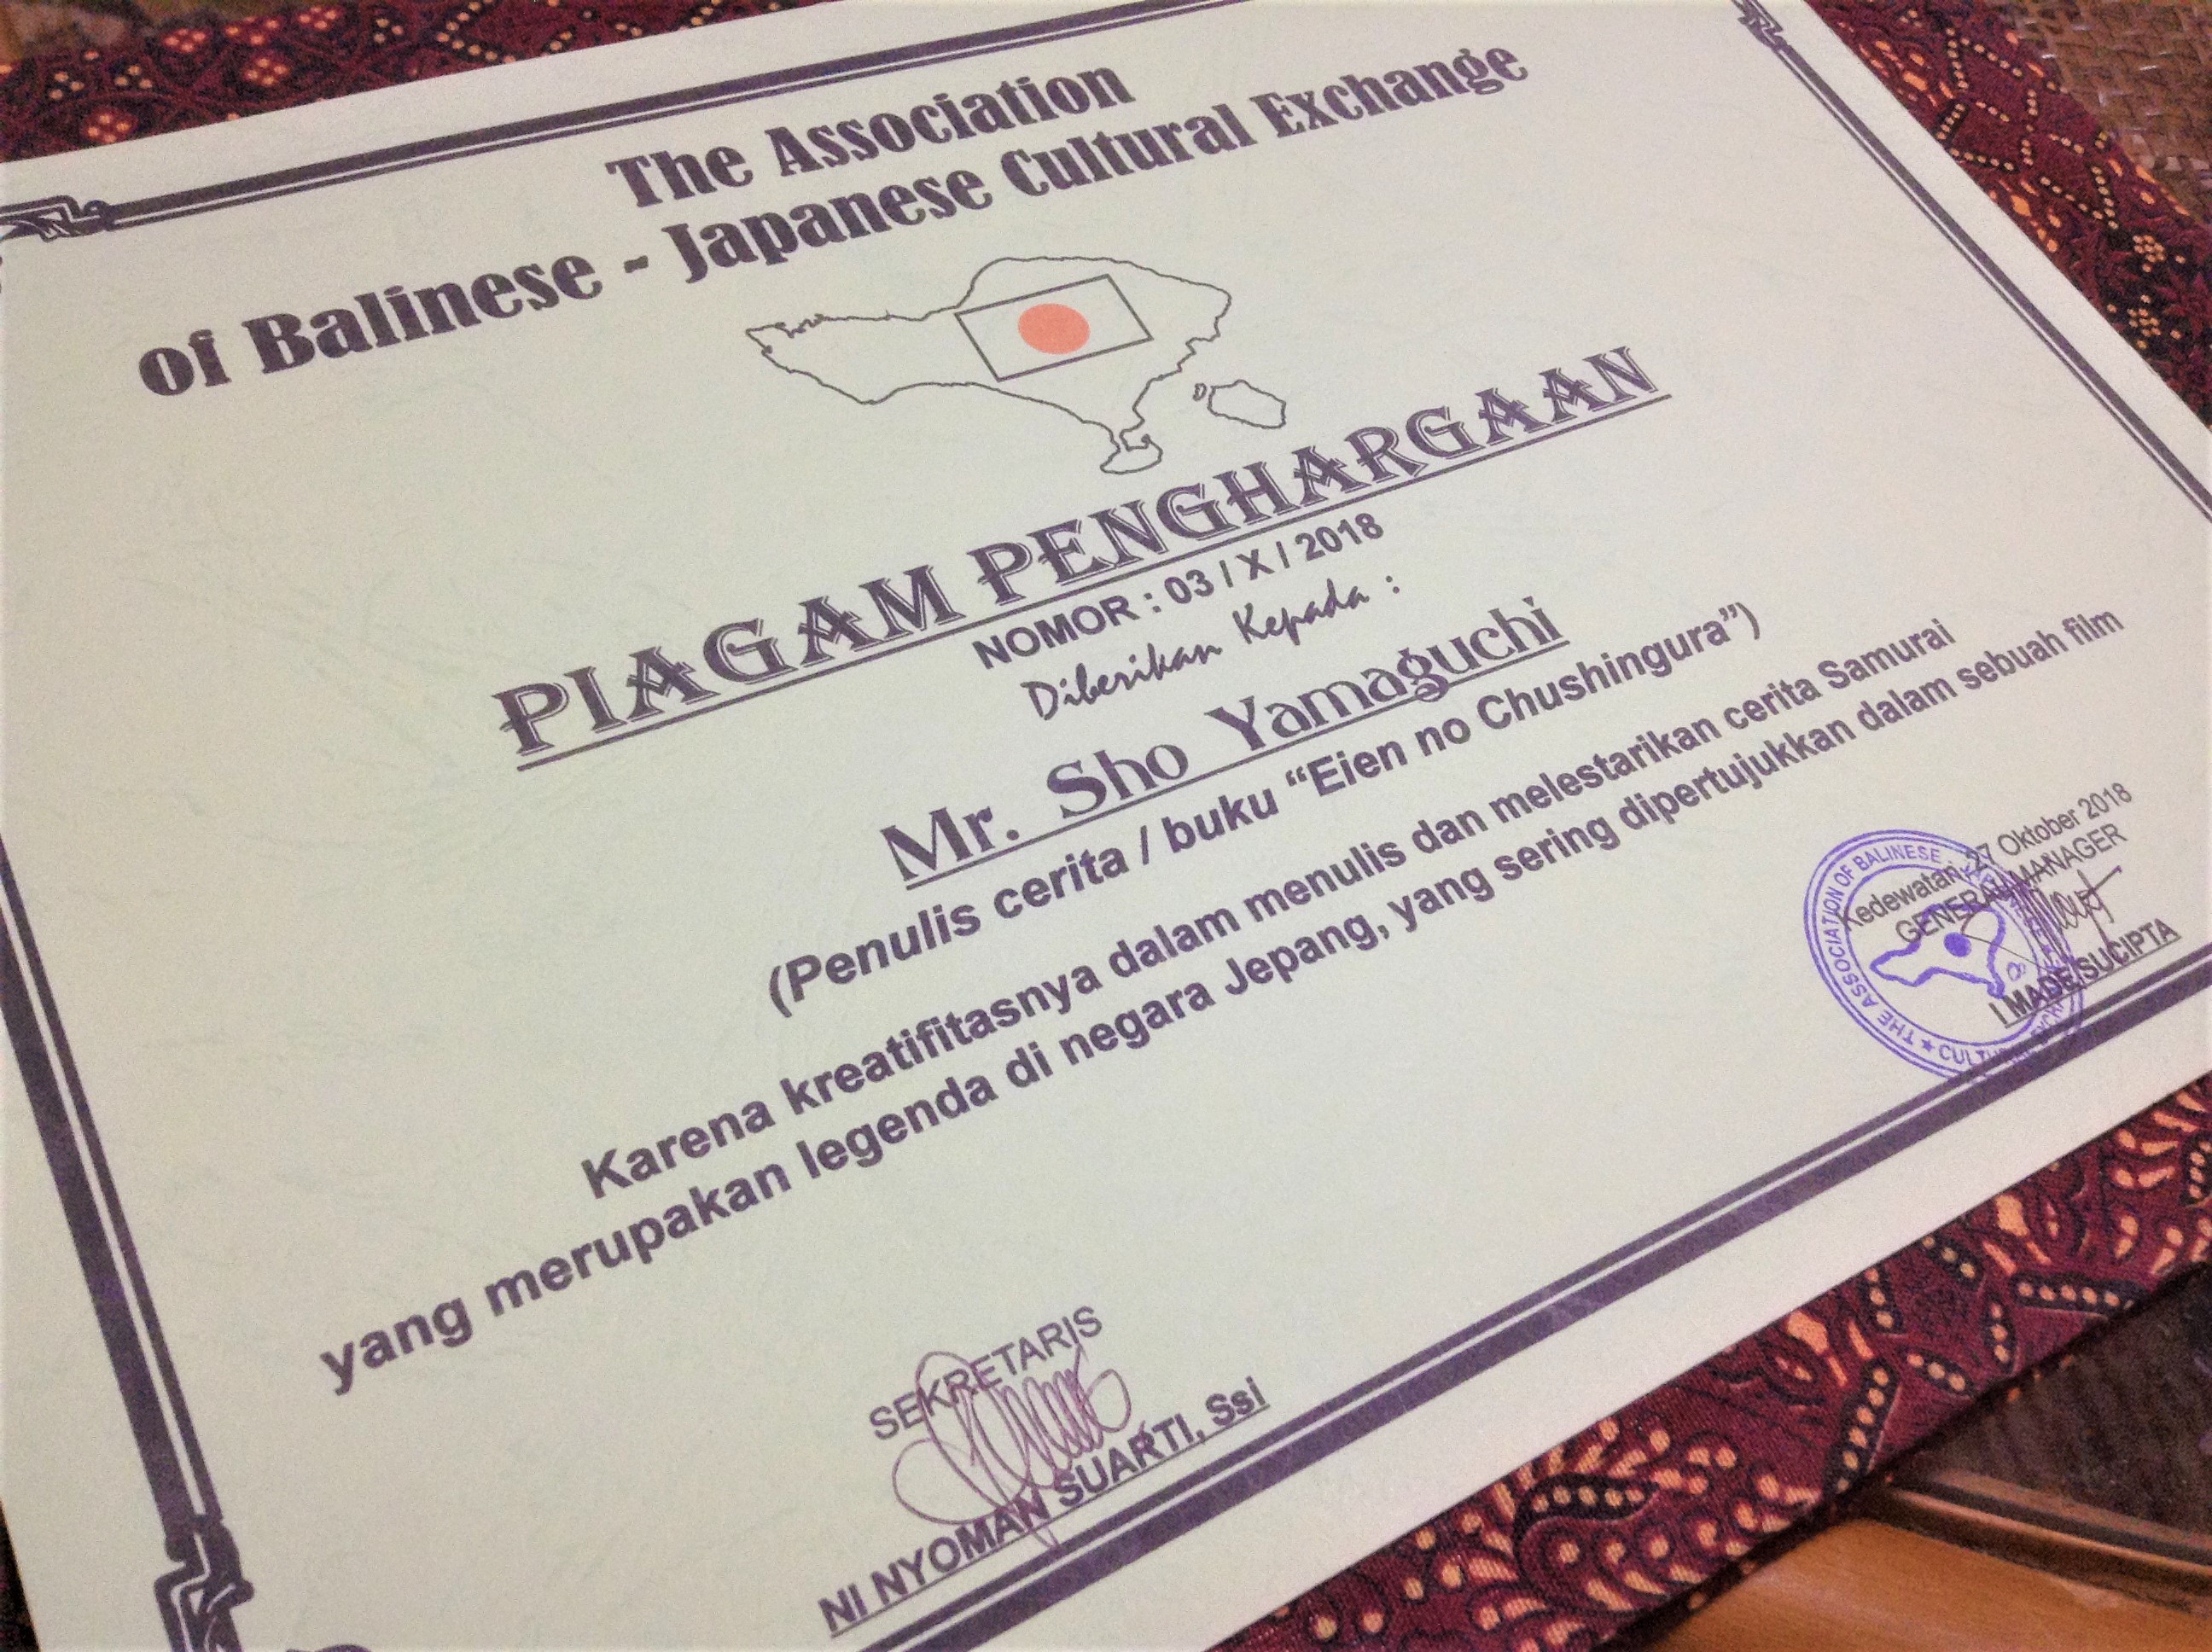 The Association
of Balinese - Japanese Cultural Exchange
PIAGAM PENGHARGAAN
NOMOR : 03 / X / 2018
Diberikan Kepada :
Mr. Sho Yamaguchi
(Penulis cerita / buku “Eien no Chushingura”)
Karena kreatifitasnya dalam menulis dan melestarikan cerita Samurai
yang merupakan legenda di negara Jepang, yang sering dipertujukkan dalam sebuah film
Kedewatan, 27 Oktober 2018
GENERAL MANAGER
I MADE SUCIPTA
THE ASSOCIATION OF BALINESE
SEKRETARIS
NI NYOMAN SUARTI, Ssi